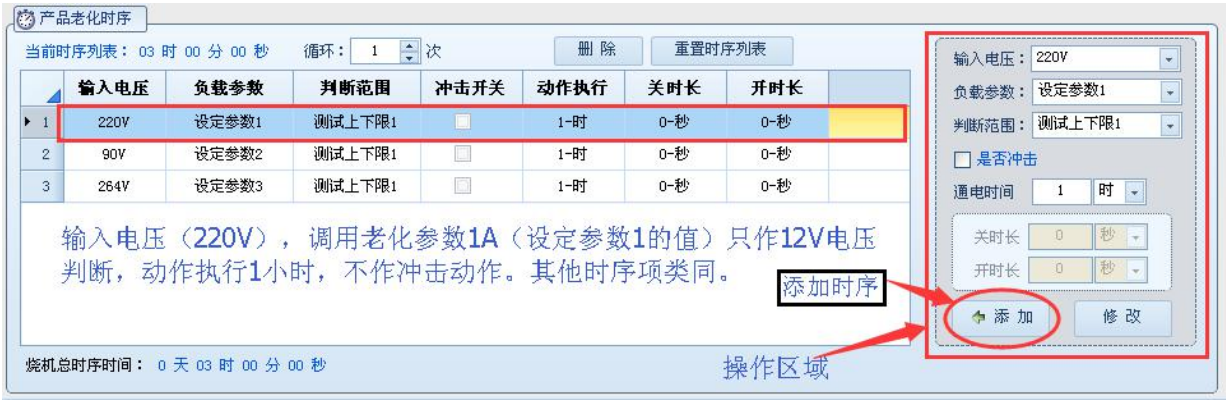 产品老化时序
当前时序列表： 03 时 00 分 00 秒 循环： 1 次 删 除 重置时序列表
输入电压 负载参数 判断范围 冲击开关 动作执行 关时长 开时长
1 220V 设定参数1 测试上下限1 1-时 0-秒 0-秒
2 90V 设定参数2 测试上下限1 1-时 0-秒 0-秒
3 264V 设定参数3 测试上下限1 1-时 0-秒 0-秒
输入电压（220V），调用老化参数1A（设定参数1的值）只作12V电压
判断，动作执行1小时，不作冲击动作。其他时序项类同。
添加时序
操作区域
烧机总时序时间： 0 天 03 时 00 分 00 秒
输入电压： 220V
负载参数： 设定参数1
判断范围： 测试上下限1
是否冲击
通电时间 1 时
关时长 0 秒
开时长 0 秒
添 加 修 改